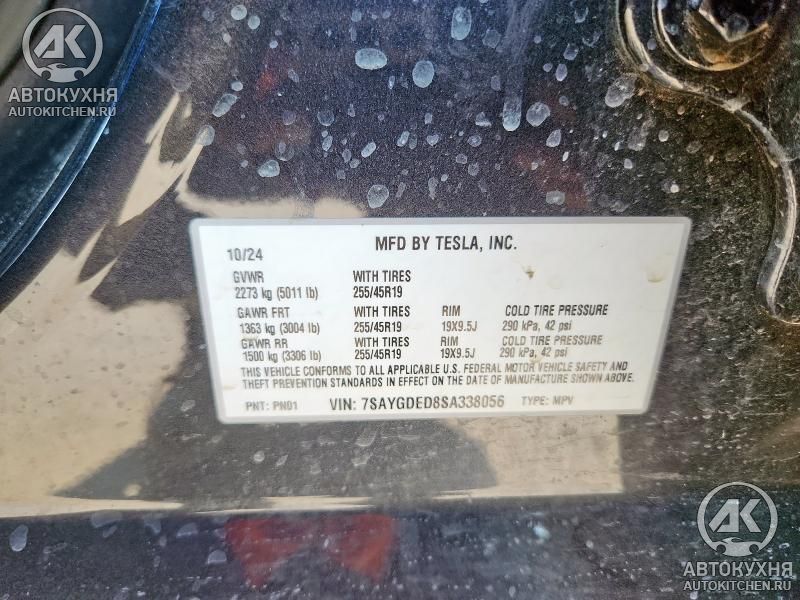 АК
АВТОКУХНЯ
AUTOKITCHEN.RU
MFD BY TESLA, INC.
10/24
GVWR WITH TIRES
2273 kg (5011 lb) 255/45R19
GAWR FRT WITH TIRES RIM COLD TIRE PRESSURE
1363 kg (3004 lb) 255/45R19 19X9.5J 290 kPa, 42 psi
GAWR RR WITH TIRES RIM COLD TIRE PRESSURE
1500 kg (3306 lb) 255/45R19 19X9.5J 290 kPa, 42 psi
THIS VEHICLE CONFORMS TO ALL APPLICABLE U.S. FEDERAL MOTOR VEHICLE SAFETY AND
THEFT PREVENTION STANDARDS IN EFFECT ON THE DATE OF MANUFACTURE SHOWN ABOVE.
PNT: PN01 VIN: 7SAYGDED8SA338056 TYPE: MPV
АК
АВТОКУХНЯ
AUTOKITCHEN.RU